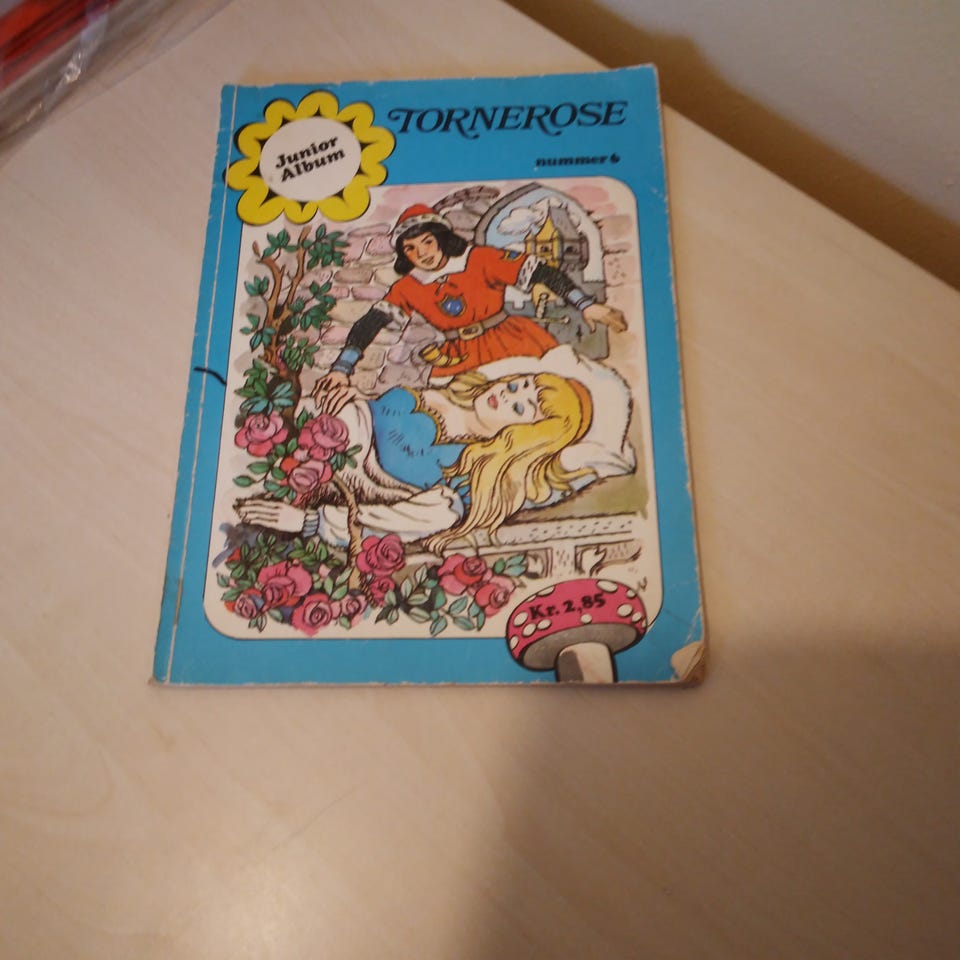 TORNEROSE
Junior
Album
nummer 6
Kr. 2,85